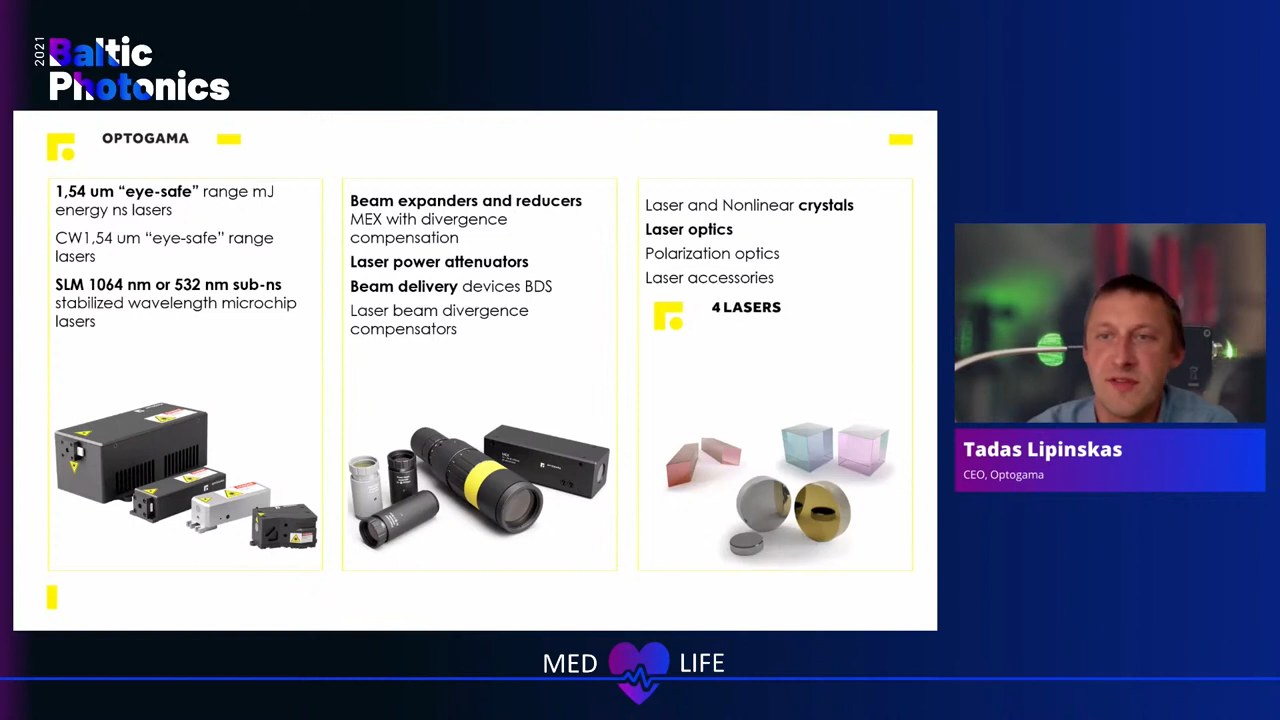 2021
Baltic
Photonics
OPTOGAMA
1,54 um “eye-safe” range mJ
energy ns lasers
CW1,54 um “eye-safe” range
lasers
SLM 1064 nm or 532 nm sub-ns
stabilized wavelength microchip
lasers
Beam expanders and reducers
MEX with divergence
compensation
Laser power attenuators
Beam delivery devices BDS
Laser beam divergence
compensators
Laser and Nonlinear crystals
Laser optics
Polarization optics
Laser accessories
4LASERS
Tadas Lipinskas
CEO, Optogama
MED LIFE